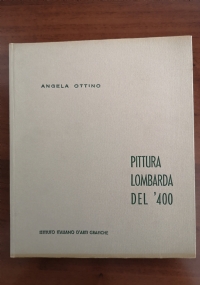 ANGELA OTTINO
PITTURA
LOMBARDA
DEL '400
ISTITUTO ITALIANO D'ARTI GRAFICHE